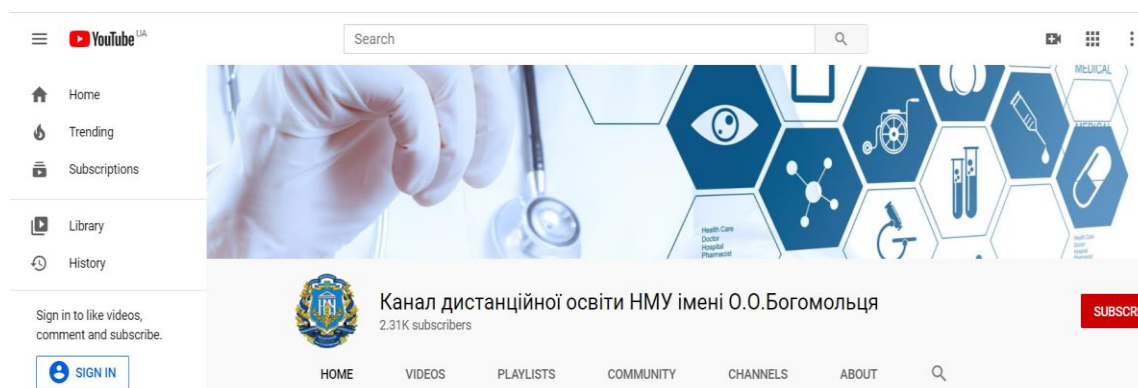 YouTube UA
Search
Home
Trending
Subscriptions
Library
History
Sign in to like videos,
comment and subscribe.
SIGN IN
MEDICAL
Health Care
Doctor
Hospital
Pharmacist
Канал дистанційної освіти НМУ імені О.О.Богомольця
2.31K subscribers
SUBSCRI
HOME VIDEOS PLAYLISTS COMMUNITY CHANNELS ABOUT